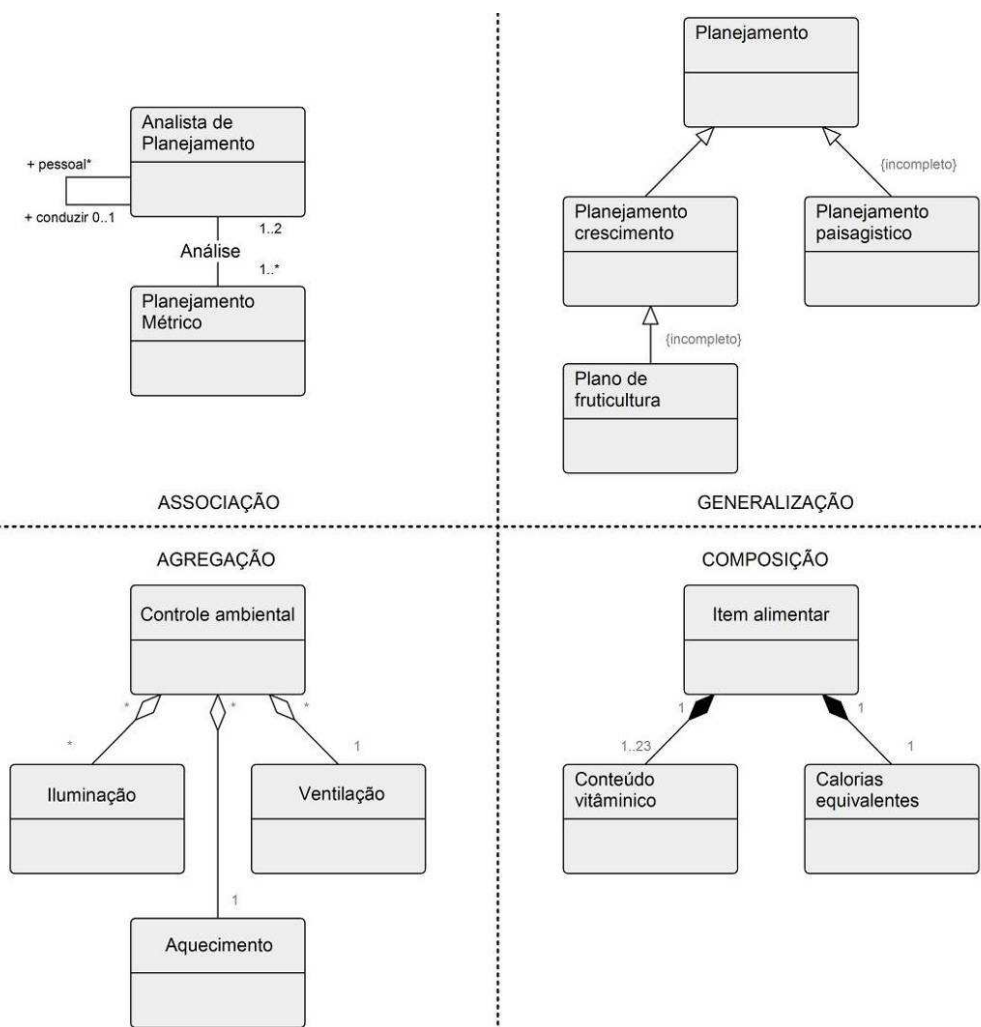 Analista de
Planejamento
+ pessoal*
+ conduzir 0..1
1..2
Análise
1..*
Planejamento
Métrico
ASSOCIAÇÃO
Planejamento
{incompleto}
Planejamento
crescimento
Planejamento
paisagistico
{incompleto}
Plano de
fruticultura
GENERALIZAÇÃO
AGREGAÇÃO
Controle ambiental
* * *
* 1
Iluminação
Ventilação
1
Aquecimento
COMPOSIÇÃO
Item alimentar
1 1
1..23 1
Conteúdo
vitâminico
Calorias
equivalentes